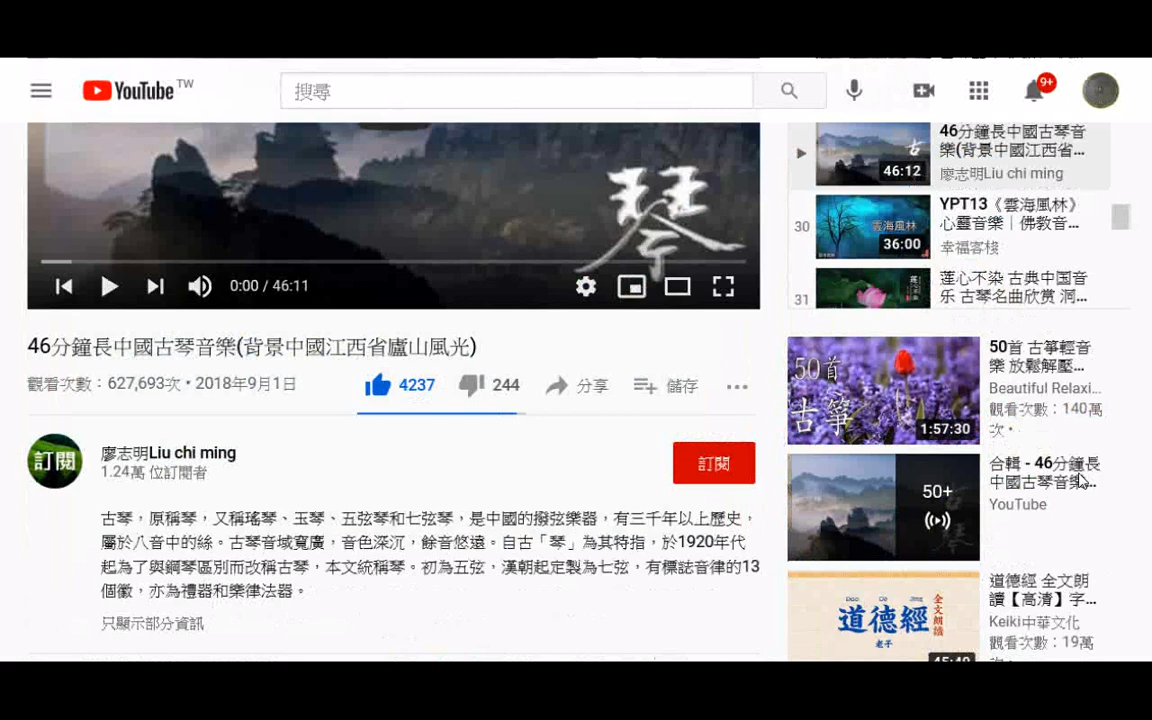 YouTube TW
搜尋
9+
琴
0:00 / 46:11
46分鐘長中國古琴音樂(背景中國江西省廬山風光)
觀看次數：627,693次 • 2018年9月1日
4237
244
分享
儲存
訂閱
廖志明Liu chi ming
1.24萬 位訂閱者
訂閱
古琴，原稱琴，又稱瑤琴、玉琴、五弦琴和七弦琴，是中國的撥弦樂器，有三千年以上歷史，
屬於八音中的絲。古琴音域寬廣，音色深沉，餘音悠遠。自古「琴」為其特指，於1920年代
起為了與鋼琴區別而改稱古琴，本文統稱琴。初為五弦，漢朝起定製為七弦，有標誌音律的13
個徽，亦為禮器和樂律法器。
只顯示部分資訊
古
46:12
46分鐘長中國古琴音
樂(背景中國江西省...
廖志明Liu chi ming
30
雲海風林
36:00
YPT13《雲海風林》
心靈音樂｜佛教音...
幸福客棧
31
莲心不染 古典中国音
乐 古琴名曲欣赏 洞...
50首
古箏
1:57:30
50首 古箏輕音
樂 放鬆解壓...
Beautiful Relaxi...
觀看次數：140萬
次 •
50+
合輯 - 46分鐘長
中國古琴音樂...
YouTube
Dao De Jing
道德經
全文朗讀
老子
45:49
道德經 全文朗
讀【高清】字...
Keiki中華文化
觀看次數：19萬